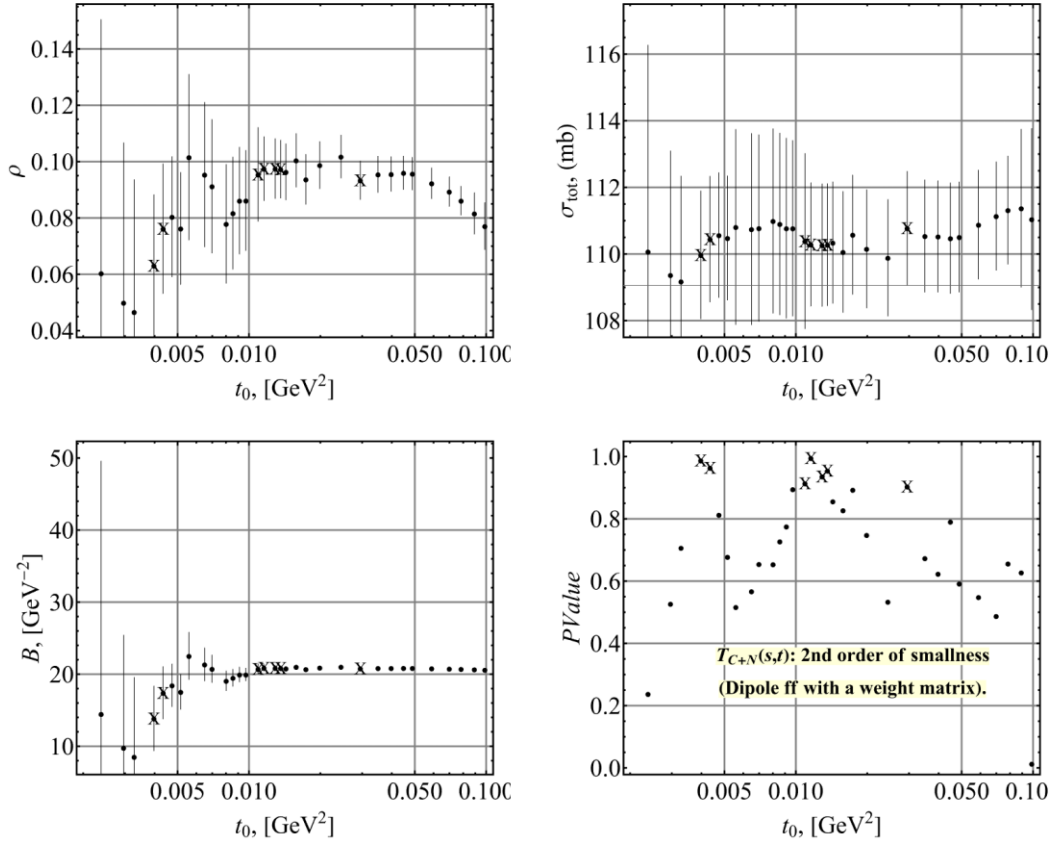 0.14
0.12
0.10
0.08
0.06
0.04
ρ
0.005 0.010 0.050 0.100
t₀, [GeV²]
116
114
112
110
108
σtot, (mb)
0.005 0.010 0.050 0.10
t₀, [GeV²]
50
40
30
20
10
B, [GeV⁻²]
0.005 0.010 0.050 0.100
t₀, [GeV²]
1.0
0.8
0.6
0.4
0.2
0.0
PValue
T_{C+N}(s,t): 2nd order of smallness
(Dipole ff with a weight matrix).
0.005 0.010 0.050 0.10
t₀, [GeV²]